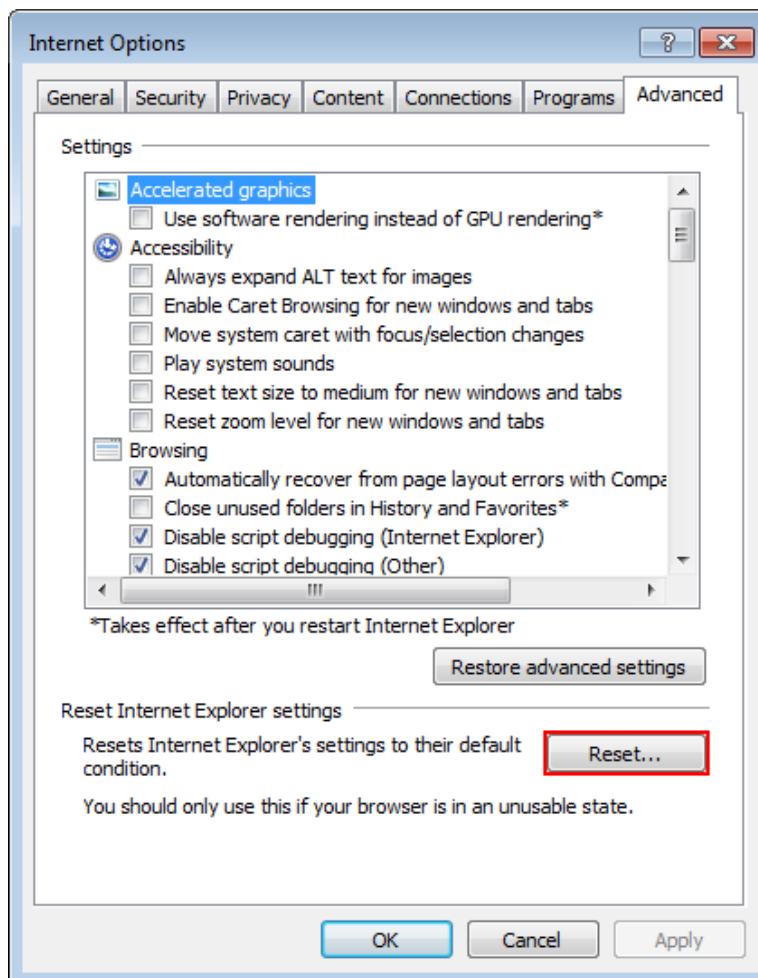 Internet Options
General Security Privacy Content Connections Programs Advanced
Settings
Accelerated graphics
Use software rendering instead of GPU rendering*
Accessibility
Always expand ALT text for images
Enable Caret Browsing for new windows and tabs
Move system caret with focus/selection changes
Play system sounds
Reset text size to medium for new windows and tabs
Reset zoom level for new windows and tabs
Browsing
Automatically recover from page layout errors with Compa
Close unused folders in History and Favorites*
Disable script debugging (Internet Explorer)
Disable script debugging (Other)
*Takes effect after you restart Internet Explorer
Restore advanced settings
Reset Internet Explorer settings
Resets Internet Explorer's settings to their default
condition.
Reset...
You should only use this if your browser is in an unusable state.
OK Cancel Apply